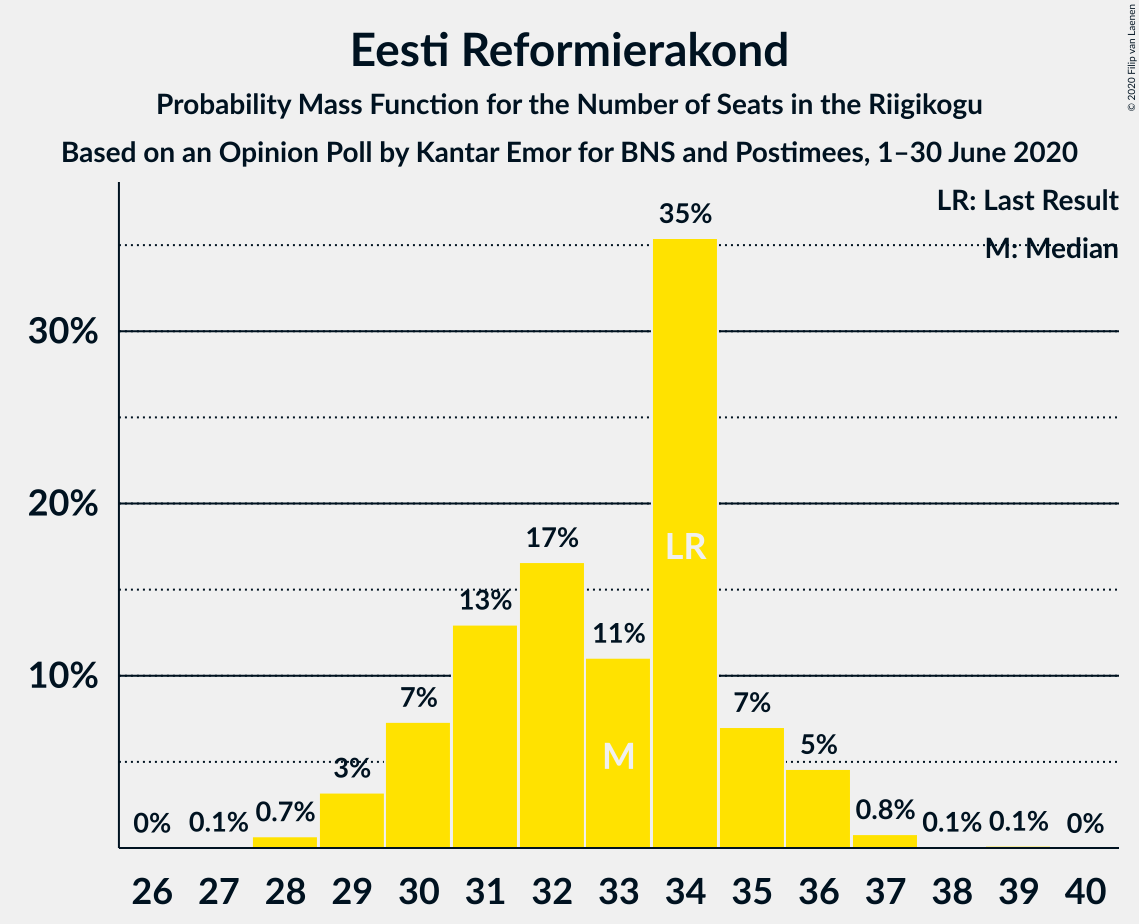 Eesti Reformierakond
Probability Mass Function for the Number of Seats in the Riigikogu
Based on an Opinion Poll by Kantar Emor for BNS and Postimees, 1–30 June 2020
© 2020 Filip van Laenen
LR: Last Result
M: Median
35%
30%
20%
LR
17%
13%
11%
10%
7%
7%
M
5%
3%
0%
0.1%
0.7%
0.8%
0.1%
0.1%
0%
26 27 28 29 30 31 32 33 34 35 36 37 38 39 40